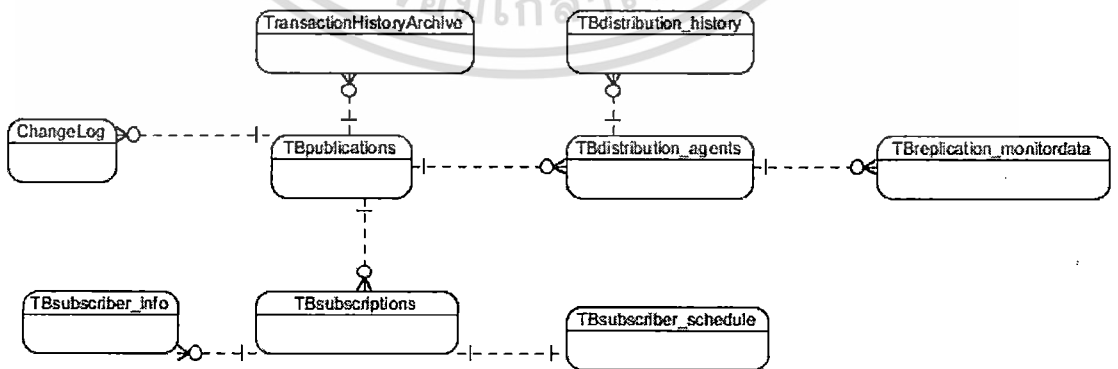 TransactionHistoryArchive
TBdistribution_history
ChangeLog
TBpublications
TBdistribution_agents
TBreplication_monitordata
TBsubscriber_info
TBsubscriptions
TBsubscriber_schedule